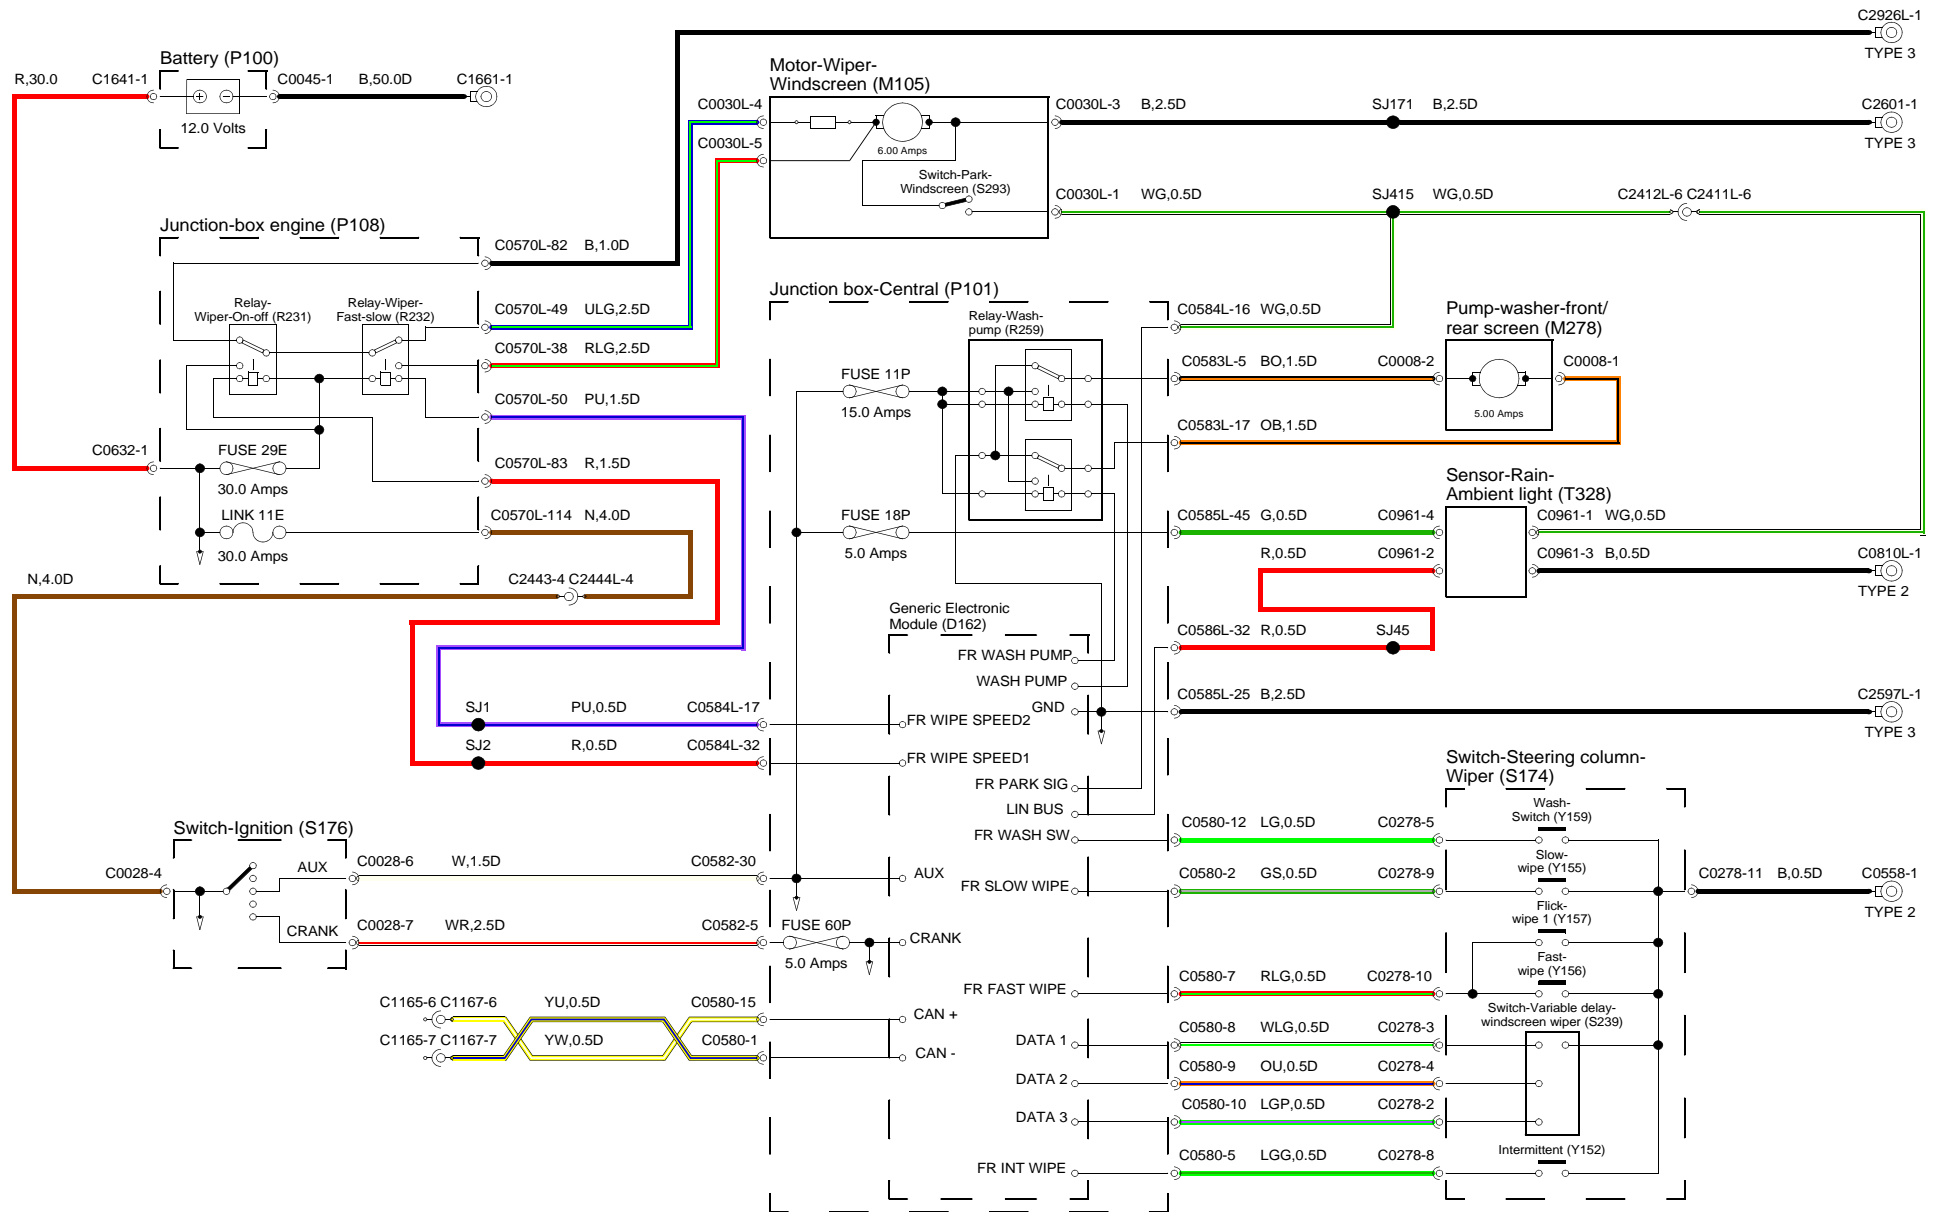 C2926L-1
TYPE 3
Battery (P100)
R,30.0 C1641-1 C0045-1 B,50.0D C1661-1
12.0 Volts
Motor-Wiper-
Windscreen (M105)
C0030L-4 C0030L-3 B,2.5D SJ171 B,2.5D C2601-1
TYPE 3
C0030L-5
6.00 Amps
Switch-Park-
Windscreen (S293)
C0030L-1 WG,0.5D SJ415 WG,0.5D C2412L-6 C2411L-6
Junction-box engine (P108)
C0570L-82 B,1.0D
Relay-
Wiper-On-off (R231)
Relay-Wiper-
Fast-slow (R232)
C0570L-49 ULG,2.5D
C0570L-38 RLG,2.5D
C0570L-50 PU,1.5D
C0632-1
FUSE 29E
30.0 Amps
C0570L-83 R,1.5D
LINK 11E
30.0 Amps
C0570L-114 N,4.0D
N,4.0D
C2443-4 C2444L-4
Junction box-Central (P101)
Relay-Wash-
pump (R259)
C0584L-16 WG,0.5D
Pump-washer-front/
rear screen (M278)
FUSE 11P
15.0 Amps
C0583L-5 BO,1.5D C0008-2 C0008-1
5.00 Amps
C0583L-17 OB,1.5D
Sensor-Rain-
Ambient light (T328)
FUSE 18P
5.0 Amps
C0585L-45 G,0.5D C0961-4 C0961-1 WG,0.5D
R,0.5D C0961-2 C0961-3 B,0.5D C0810L-1
TYPE 2
Generic Electronic
Module (D162)
C0586L-32 R,0.5D SJ45
FR WASH PUMP
WASH PUMP
GND
C0585L-25 B,2.5D C2597L-1
TYPE 3
SJ1 PU,0.5D C0584L-17
FR WIPE SPEED2
SJ2 R,0.5D C0584L-32
FR WIPE SPEED1
FR PARK SIG
LIN BUS
Switch-Steering column-
Wiper (S174)
Wash-
Switch (Y159)
FR WASH SW
C0580-12 LG,0.5D C0278-5
Switch-Ignition (S176)
C0028-4
AUX
C0028-6 W,1.5D C0582-30
AUX
Slow-
wipe (Y155)
FR SLOW WIPE
C0580-2 GS,0.5D C0278-9
C0278-11 B,0.5D C0558-1
TYPE 2
Flick-
wipe 1 (Y157)
CRANK
C0028-7 WR,2.5D C0582-5
FUSE 60P
5.0 Amps
CRANK
Fast-
wipe (Y156)
FR FAST WIPE
C0580-7 RLG,0.5D C0278-10
C1165-6 C1167-6 YU,0.5D C0580-15
CAN +
Switch-Variable delay-
windscreen wiper (S239)
C1165-7 C1167-7 YW,0.5D C0580-1
CAN -
DATA 1
C0580-8 WLG,0.5D C0278-3
DATA 2
C0580-9 OU,0.5D C0278-4
DATA 3
C0580-10 LGP,0.5D C0278-2
Intermittent (Y152)
FR INT WIPE
C0580-5 LGG,0.5D C0278-8